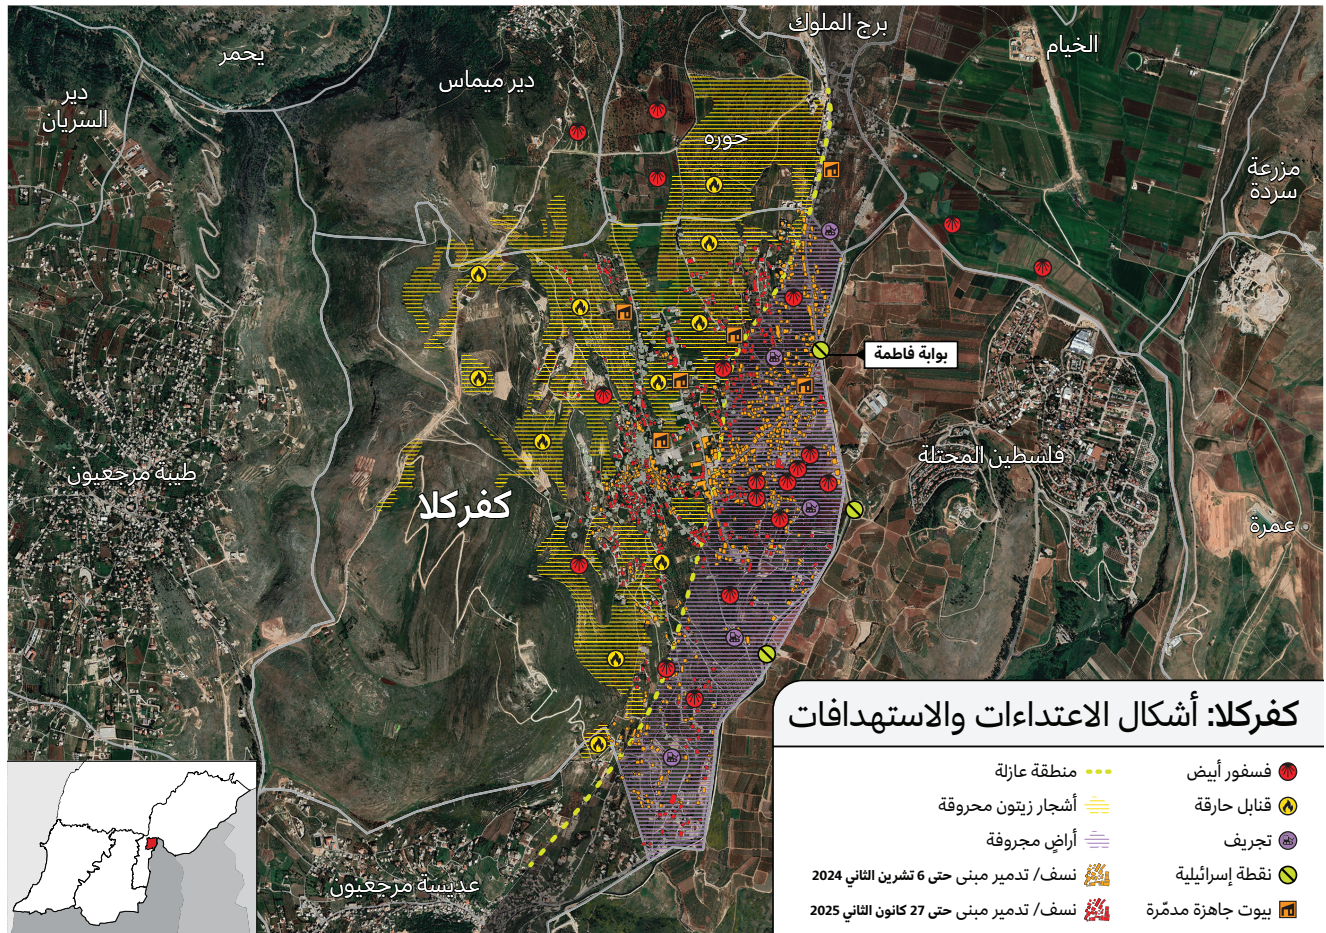 برج الملوك
الخيام
يحمر
دير ميماس
دير
السريان
حوره
مزرعة
سردة
بوابة فاطمة
فلسطين المحتلة
طيبة مرجعيون
كفركلا
عمرة
عديسة مرجعيون
كفركلا: أشكال الاعتداءات والاستهدافات
فسفور أبيض
قنابل حارقة
تجريف
نقطة إسرائيلية
بيوت جاهزة مدمّرة
منطقة عازلة
أشجار زيتون محروقة
أراضٍ مجروفة
نسف/ تدمير مبنى حتى 6 تشرين الثاني 2024
نسف/ تدمير مبنى حتى 27 كانون الثاني 2025